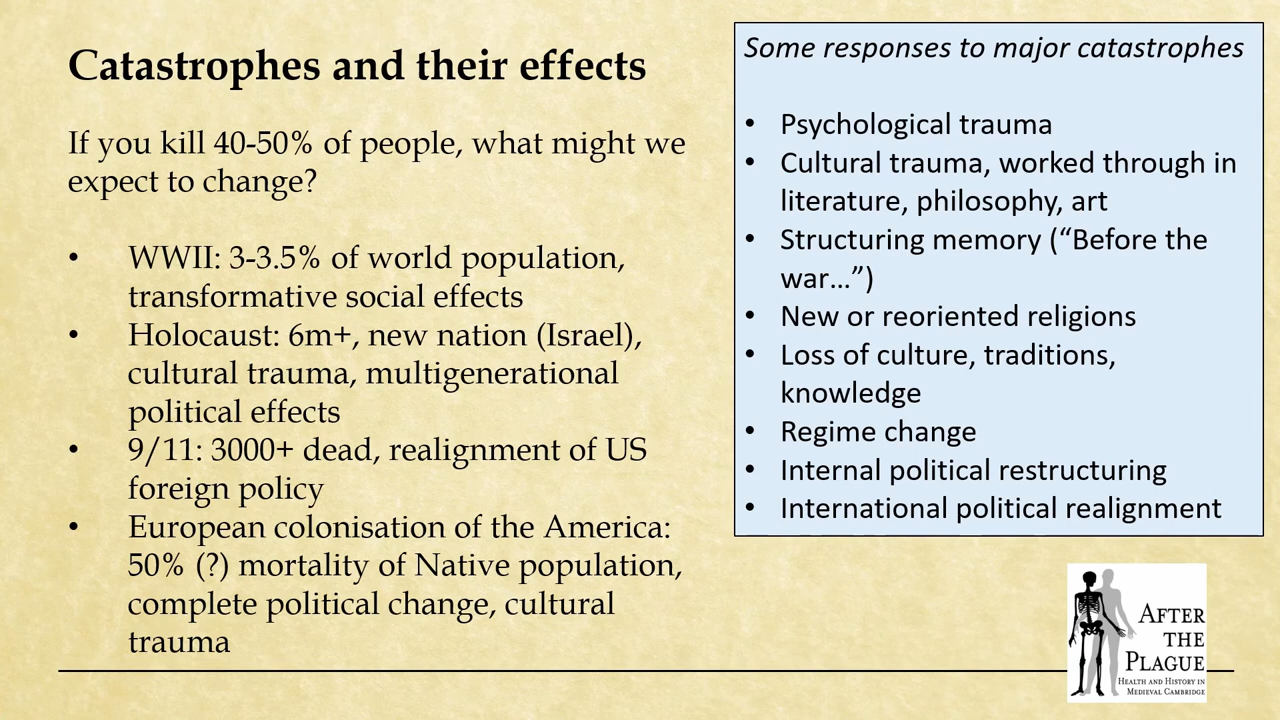 Catastrophes and their effects
If you kill 40-50% of people, what might we
expect to change?
• WWII: 3-3.5% of world population,
transformative social effects
• Holocaust: 6m+, new nation (Israel),
cultural trauma, multigenerational
political effects
• 9/11: 3000+ dead, realignment of US
foreign policy
• European colonisation of the America:
50% (?) mortality of Native population,
complete political change, cultural
trauma
Some responses to major catastrophes
• Psychological trauma
• Cultural trauma, worked through in
literature, philosophy, art
• Structuring memory (“Before the
war…”)
• New or reoriented religions
• Loss of culture, traditions,
knowledge
• Regime change
• Internal political restructuring
• International political realignment
AFTER
THE
PLAGUE
HEALTH AND HISTORY IN
MEDIEVAL CAMBRIDGE